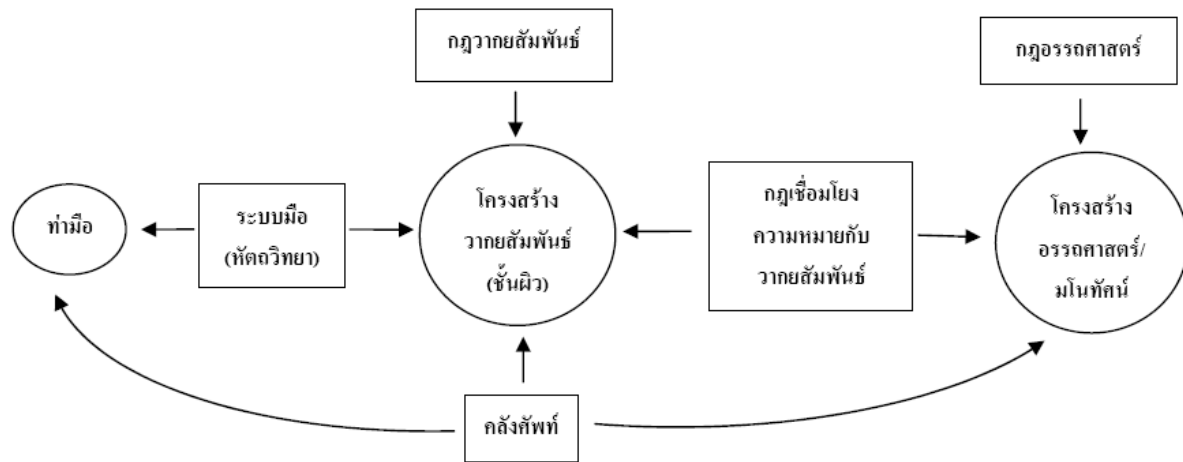 กฎวากยสัมพันธ์
กฎอรรถศาสตร์
ท่ามือ
ระบบมือ
(หัตถวิทยา)
โครงสร้าง
วากยสัมพันธ์
(ชั้นผิว)
กฎเชื่อมโยง
ความหมายกับ
วากยสัมพันธ์
โครงสร้าง
อรรถศาสตร์/
มโนทัศน์
คลังศัพท์